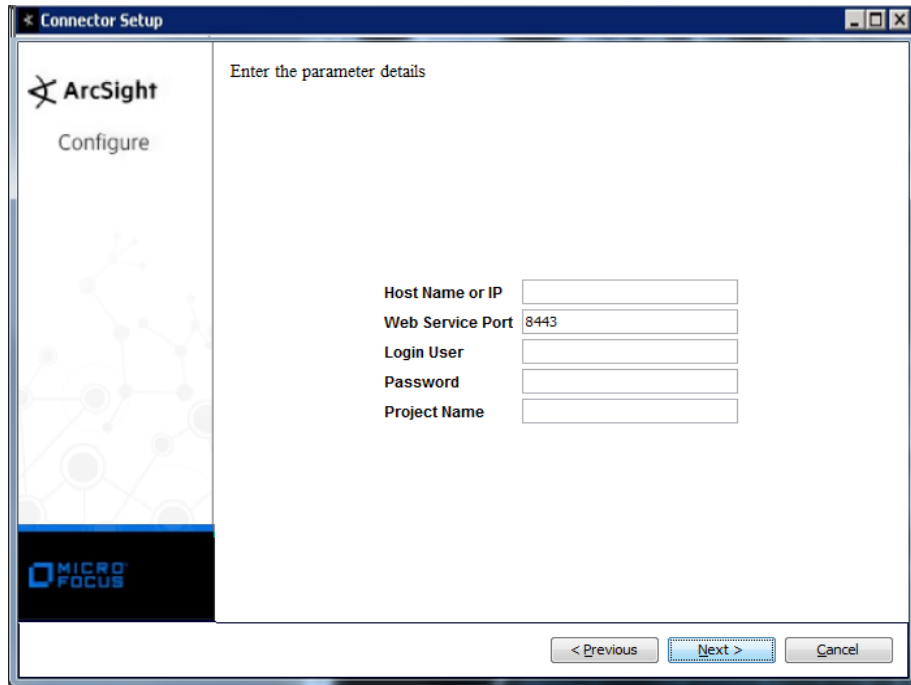 Connector Setup
ArcSight
Configure
Enter the parameter details
Host Name or IP
Web Service Port 8443
Login User
Password
Project Name
MICRO
FOCUS
< Previous Next > Cancel